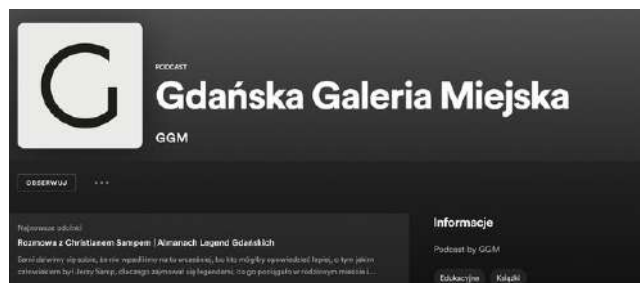 G
PODCAST
Gdańska Galeria Miejska
GGM
OBSERWUJ
Najnowsze odcinki
Rozmowa z Christianem Sampem | Almanach Legend Gdańskich
Sami dziwimy się sobie, że nie wpadliśmy na to wcześniej, bo kto mógłby opowiedzieć lepiej, o tym jakim
człowiekiem był Jerzy Samp, dlaczego zajmował się legendami, co go pociągało w rodzinnym mieście i...
Informacje
Podcast by GGM
Edukacyjne Książki